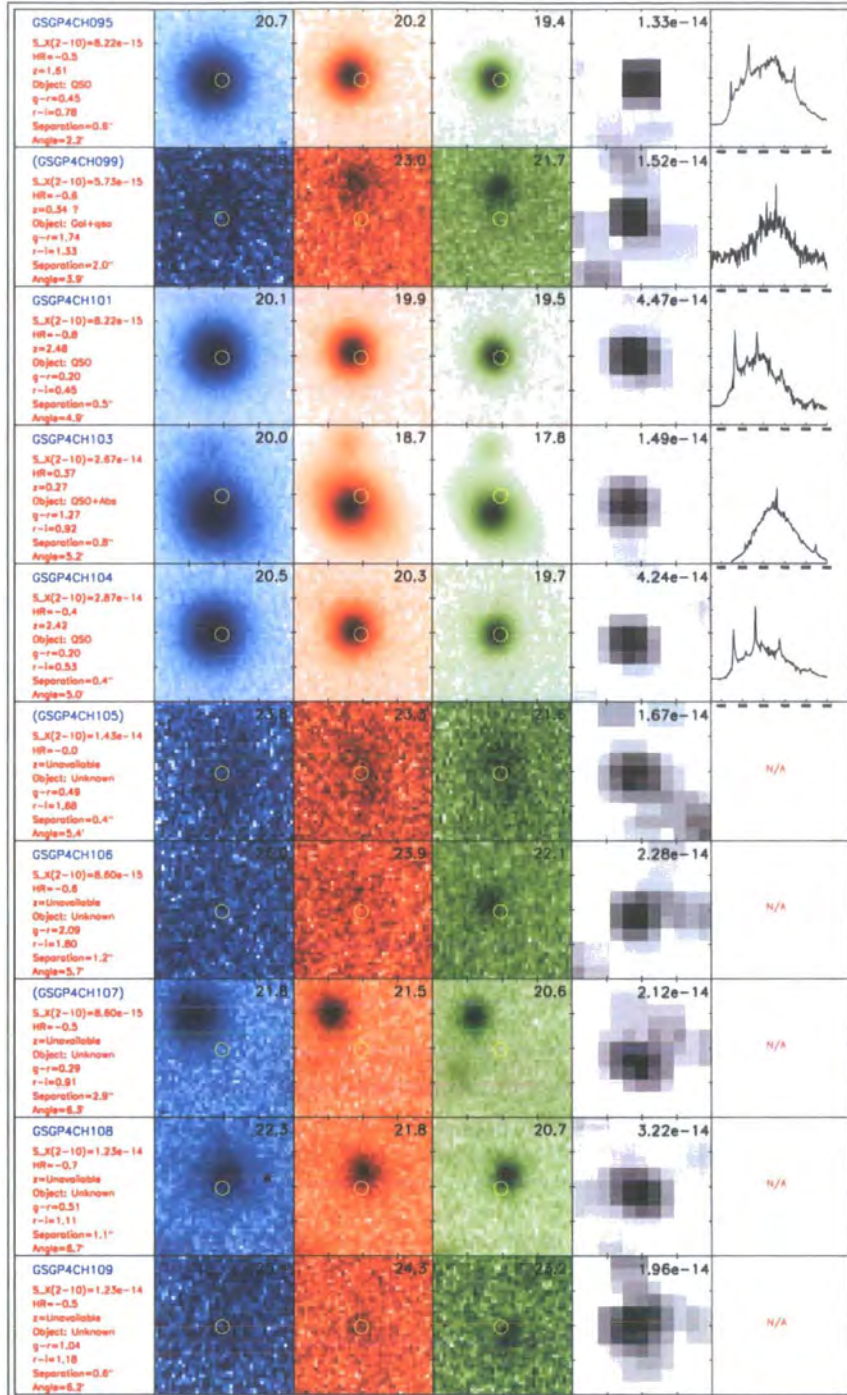 GSGP4CH095 20.7 20.2 19.4 1.33e-14
S_X(2-10)=8.22e-15
HR=-0.5
z=1.61
Object: QSO
g-r=0.45
r-i=0.78
Separation=0.6"
Angle=2.2'
(GSGP4CH099) 23.0 21.7 1.52e-14
S_X(2-10)=5.73e-15
HR=-0.6
z=0.34 ?
Object: Gal+qso
g-r=1.74
r-i=1.33
Separation=2.0"
Angle=3.9'
GSGP4CH101 20.1 19.9 19.5 4.47e-14
S_X(2-10)=8.22e-15
HR=-0.8
z=2.48
Object: QSO
g-r=0.20
r-i=0.45
Separation=0.5"
Angle=4.9'
GSGP4CH103 20.0 18.7 17.8 1.49e-14
S_X(2-10)=2.67e-14
HR=0.37
z=0.27
Object: QSO+Abs
g-r=1.27
r-i=0.92
Separation=0.8"
Angle=5.2'
GSGP4CH104 20.5 20.3 19.7 4.24e-14
S_X(2-10)=2.87e-14
HR=-0.4
z=2.42
Object: QSO
g-r=0.20
r-i=0.53
Separation=0.4"
Angle=5.0'
(GSGP4CH105) 23.8 23.3 21.6 1.67e-14
S_X(2-10)=1.43e-14
HR=-0.0
z=Unavailable
Object: Unknown N/A
g-r=0.49
r-i=1.68
Separation=0.4"
Angle=5.4'
GSGP4CH106 23.9 22.1 2.28e-14
S_X(2-10)=8.60e-15
HR=-0.6
z=Unavailable
Object: Unknown N/A
g-r=2.09
r-i=1.80
Separation=1.2"
Angle=5.7'
(GSGP4CH107) 21.8 21.5 20.6 2.12e-14
S_X(2-10)=8.60e-15
HR=-0.5
z=Unavailable
Object: Unknown N/A
g-r=0.29
r-i=0.91
Separation=2.9"
Angle=6.3'
GSGP4CH108 22.3 21.8 20.7 3.22e-14
S_X(2-10)=1.23e-14
HR=-0.7
z=Unavailable
Object: Unknown N/A
g-r=0.51
r-i=1.11
Separation=1.1"
Angle=6.7'
GSGP4CH109 24.3 23.2 1.96e-14
S_X(2-10)=1.23e-14
HR=-0.5
z=Unavailable
Object: Unknown N/A
g-r=1.04
r-i=1.18
Separation=0.6"
Angle=6.2'